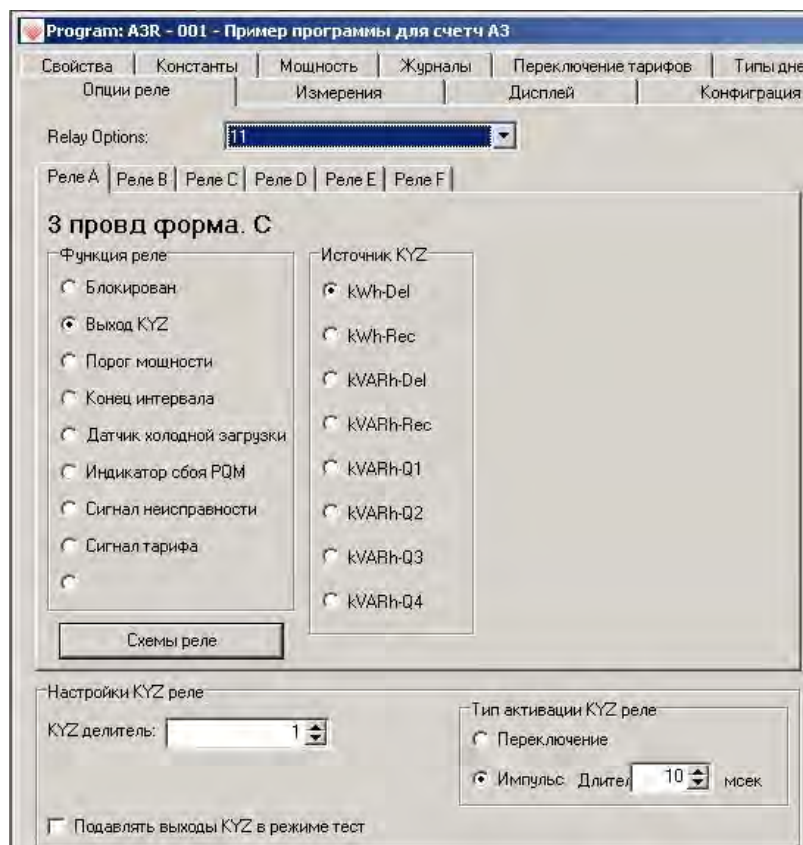 Program: A3R - 001 - Пример программы для счетч А3
Свойства Константы Мощность Журналы Переключение тарифов Типы дне
Опции реле Измерения Дисплей Конфиграция
Relay Options: 11
Реле А Реле В Реле С Реле D Реле E Реле F
3 провд форма. С
Функция реле
Блокирован
Выход KYZ
Порог мощности
Конец интервала
Датчик холодной загрузки
Индикатор сбоя PQM
Сигнал неисправности
Сигнал тарифа
Схемы реле
Источник KYZ
kWh-Del
kWh-Rec
kVARh-Del
kVARh-Rec
kVARh-Q1
kVARh-Q2
kVARh-Q3
kVARh-Q4
Настройки KYZ реле
KYZ делитель: 1
Тип активации KYZ реле
Переключение
Импульс Длител 10 мсек
Подавлять выходы KYZ в режиме тест